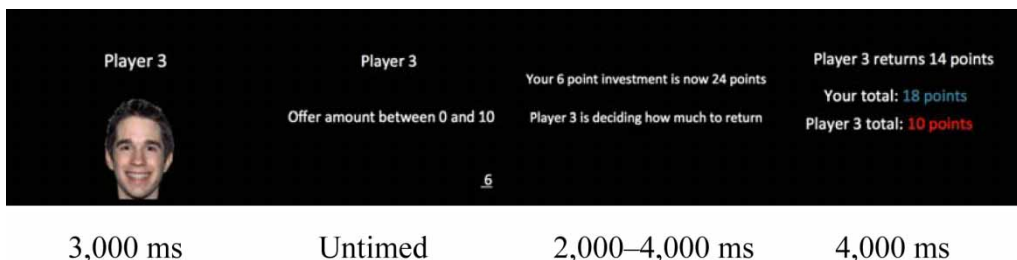 Player 3
Player 3
Offer amount between 0 and 10
6
Your 6 point investment is now 24 points
Player 3 is deciding how much to return
Player 3 returns 14 points
Your total: 18 points
Player 3 total: 10 points
3,000 ms
Untimed
2,000–4,000 ms
4,000 ms